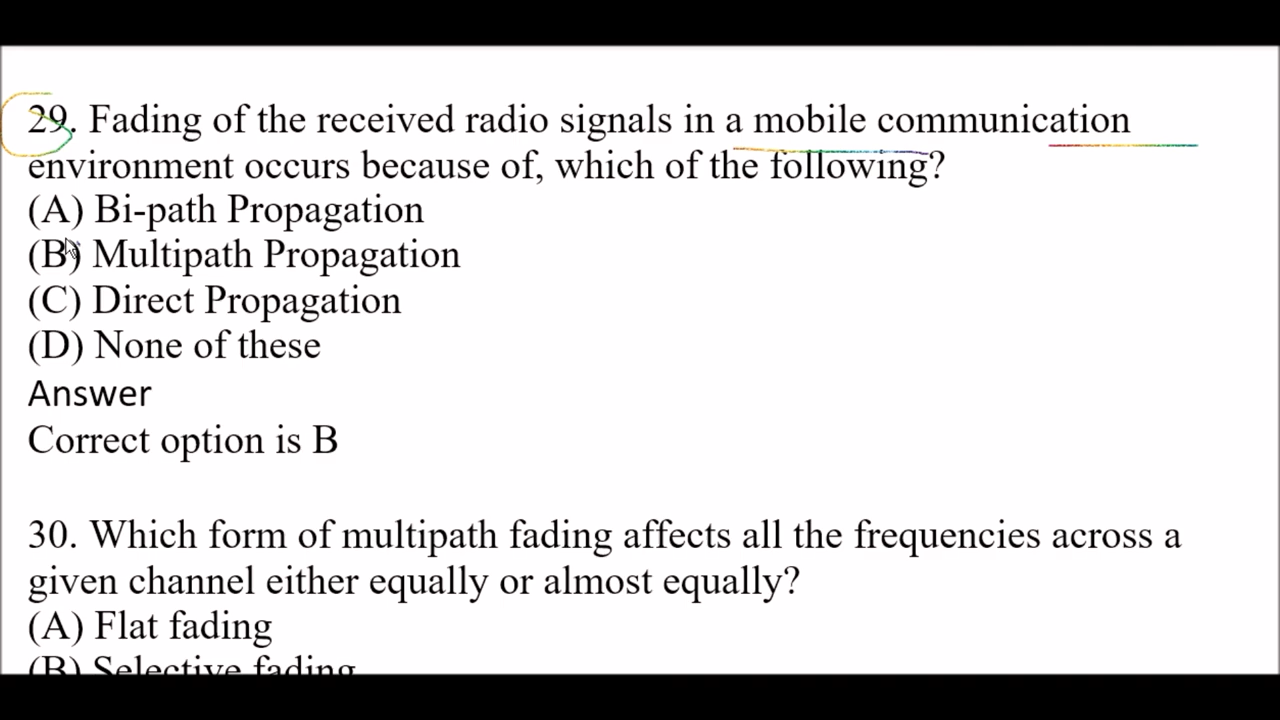 29. Fading of the received radio signals in a mobile communication
environment occurs because of, which of the following?
(A) Bi-path Propagation
(B) Multipath Propagation
(C) Direct Propagation
(D) None of these
Answer
Correct option is B
30. Which form of multipath fading affects all the frequencies across a
given channel either equally or almost equally?
(A) Flat fading
(B) Selective fading